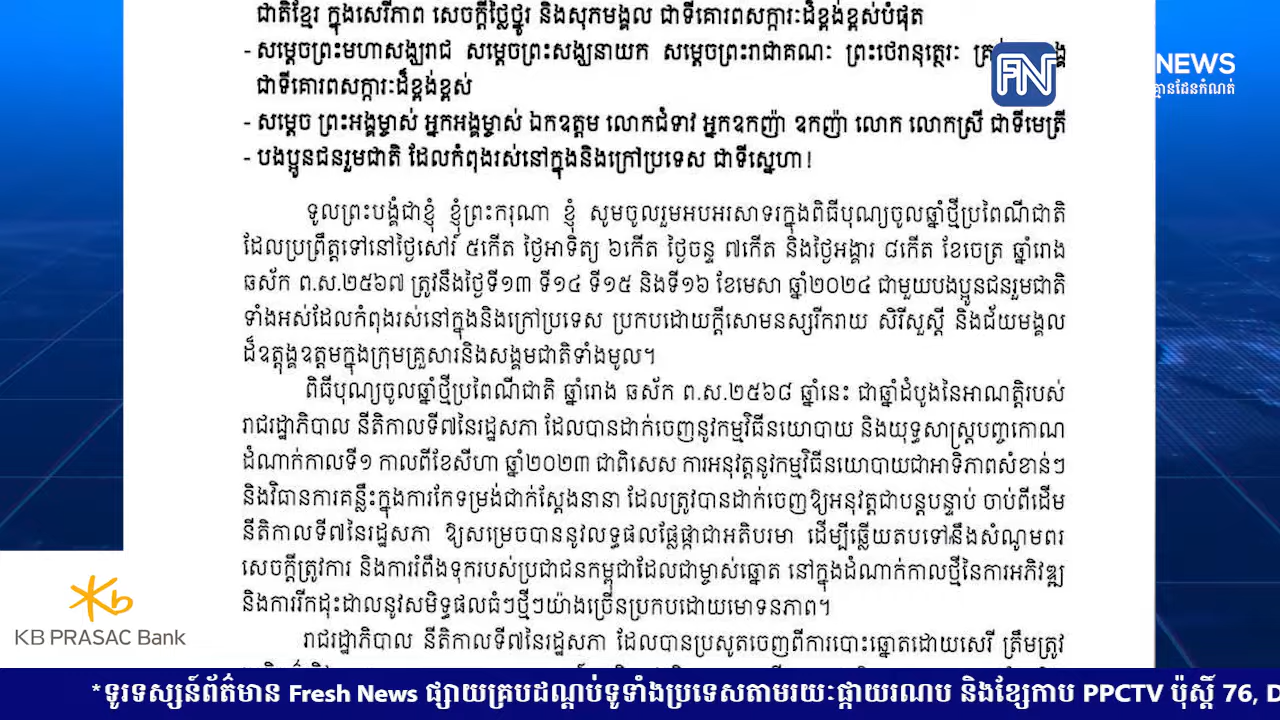 ជាតិខ្មែរ ក្នុងសេរីភាព សេចក្ដីថ្លៃថ្នូរ និងសុភមង្គល ជាទីគោរពសក្ការៈដ៏ខ្ពង់ខ្ពស់បំផុត
- សម្ដេចព្រះមហាសង្ឃរាជ សម្ដេចព្រះសង្ឃនាយក សម្ដេចព្រះរាជាគណៈ ព្រះថេរានុត្ថេរៈ
ជាទីគោរពសក្ការៈដ៏ខ្ពង់ខ្ពស់
- សម្ដេច ព្រះអង្គម្ចាស់ អ្នកអង្គម្ចាស់ ឯកឧត្តម លោកជំទាវ អ្នកឧកញ៉ា ឧកញ៉ា លោក លោកស្រី ជាទីមេត្រី
- បងប្អូនជនរួមជាតិ ដែលកំពុងរស់នៅក្នុងនិងក្រៅប្រទេស ជាទីស្នេហា!
FN
NEWS
គ្មានដែនកំណត់
ទូលព្រះបង្គំជាខ្ញុំ ខ្ញុំព្រះករុណា ខ្ញុំ សូមចូលរួមអបអរសាទរក្នុងពិធីបុណ្យចូលឆ្នាំថ្មីប្រពៃណីជាតិ
ដែលប្រព្រឹត្តទៅនៅថ្ងៃសៅរ៍ ៥កើត ថ្ងៃអាទិត្យ ៦កើត ថ្ងៃចន្ទ ៧កើត និងថ្ងៃអង្គារ ៨កើត ខែចេត្រ ឆ្នាំរោង
ឆស័ក ព.ស.២៥៦៧ ត្រូវនឹងថ្ងៃទី១៣ ទី១៤ ទី១៥ និងទី១៦ ខែមេសា ឆ្នាំ២០២៤ ជាមួយបងប្អូនជនរួមជាតិ
ទាំងអស់ដែលកំពុងរស់នៅក្នុងនិងក្រៅប្រទេស ប្រកបដោយក្ដីសោមនស្សរីករាយ សិរីសួស្ដី និងជ័យមង្គល
ដ៏ឧត្តុង្គឧត្តមក្នុងក្រុមគ្រួសារនិងសង្គមជាតិទាំងមូល។
ពិធីបុណ្យចូលឆ្នាំថ្មីប្រពៃណីជាតិ ឆ្នាំរោង ឆស័ក ព.ស.២៥៦៨ ឆ្នាំនេះ ជាឆ្នាំដំបូងនៃអាណត្តិរបស់
រាជរដ្ឋាភិបាល នីតិកាលទី៧នៃរដ្ឋសភា ដែលបានដាក់ចេញនូវកម្មវិធីនយោបាយ និងយុទ្ធសាស្ត្របញ្ចកោណ
ដំណាក់កាលទី១ កាលពីខែសីហា ឆ្នាំ២០២៣ ជាពិសេស ការអនុវត្តនូវកម្មវិធីនយោបាយជាអាទិភាពសំខាន់ៗ
និងវិធានការគន្លឹះក្នុងការកែទម្រង់ជាក់ស្ដែងនានា ដែលត្រូវបានដាក់ចេញឱ្យអនុវត្តជាបន្តបន្ទាប់ ចាប់ពីដើម
នីតិកាលទី៧នៃរដ្ឋសភា ឱ្យសម្រេចបាននូវលទ្ធផលផ្លែផ្កាជាអតិបរមា ដើម្បីឆ្លើយតបទៅនឹងសំណូមពរ
សេចក្ដីត្រូវការ និងការរំពឹងទុករបស់ប្រជាជនកម្ពុជាដែលជាម្ចាស់ឆ្នោត នៅក្នុងដំណាក់កាលថ្មីនៃការអភិវឌ្ឍ
និងការរីកដុះដាលនូវសមិទ្ធផលធំៗថ្មីៗយ៉ាងច្រើនប្រកបដោយមោទនភាព។
រាជរដ្ឋាភិបាល នីតិកាលទី៧នៃរដ្ឋសភា ដែលបានប្រសូតចេញពីការបោះឆ្នោតដោយសេរី ត្រឹមត្រូវ
KB PRASAC Bank
*ទូរទស្សន៍ព័ត៌មាន Fresh News ផ្សាយគ្របដណ្ដប់ទូទាំងប្រទេសតាមរយៈផ្កាយរណប និងខ្សែកាប PPCTV ប៉ុស្តិ៍ 76, D